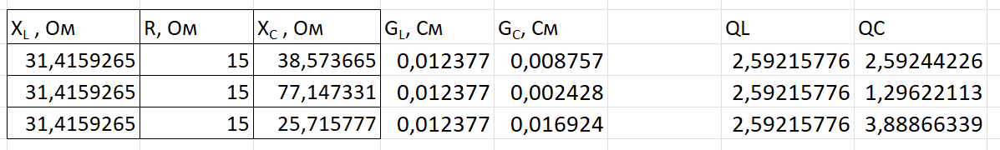 X_L , Ом R, Ом X_C , Ом G_L, См G_C, См QL QC
31,4159265 15 38,573665 0,012377 0,008757 2,59215776 2,59244226
31,4159265 15 77,147331 0,012377 0,002428 2,59215776 1,29622113
31,4159265 15 25,715777 0,012377 0,016924 2,59215776 3,88866339